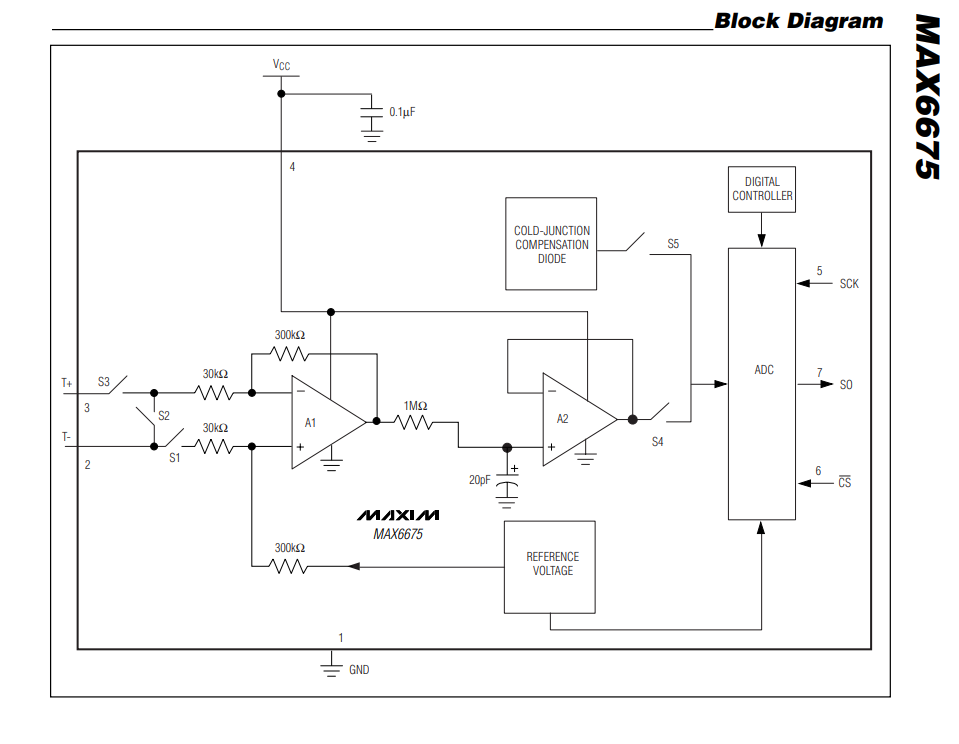 Block Diagram
MAX6675
VCC
0.1µF
4
DIGITAL
CONTROLLER
COLD-JUNCTION
COMPENSATION
DIODE
S5
5
SCK
300kΩ
30kΩ
T+
S3
3
S2
A1
1MΩ
A2
S4
ADC
7
SO
T-
2
S1
30kΩ
20pF
6
CS
MAXIM
MAX6675
300kΩ
REFERENCE
VOLTAGE
1
GND